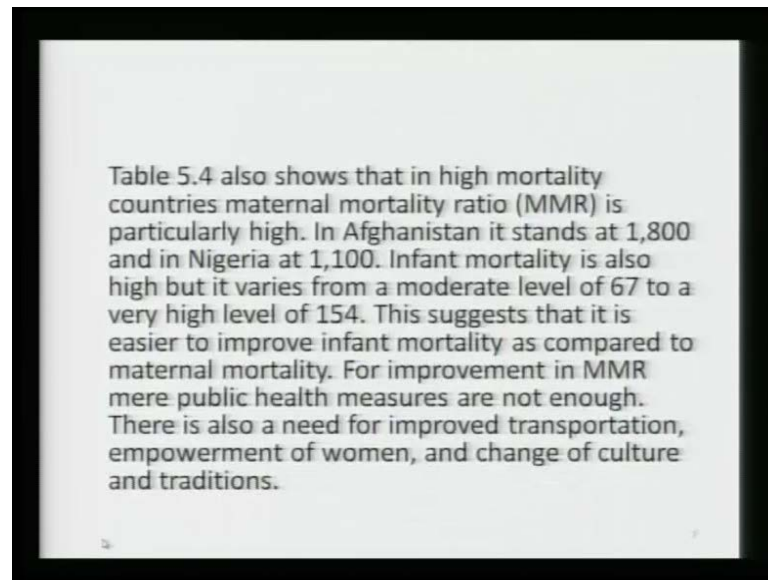 Table 5.4 also shows that in high mortality
countries maternal mortality ratio (MMR) is
particularly high. In Afghanistan it stands at 1,800
and in Nigeria at 1,100. Infant mortality is also
high but it varies from a moderate level of 67 to a
very high level of 154. This suggests that it is
easier to improve infant mortality as compared to
maternal mortality. For improvement in MMR
mere public health measures are not enough.
There is also a need for improved transportation,
empowerment of women, and change of culture
and traditions.